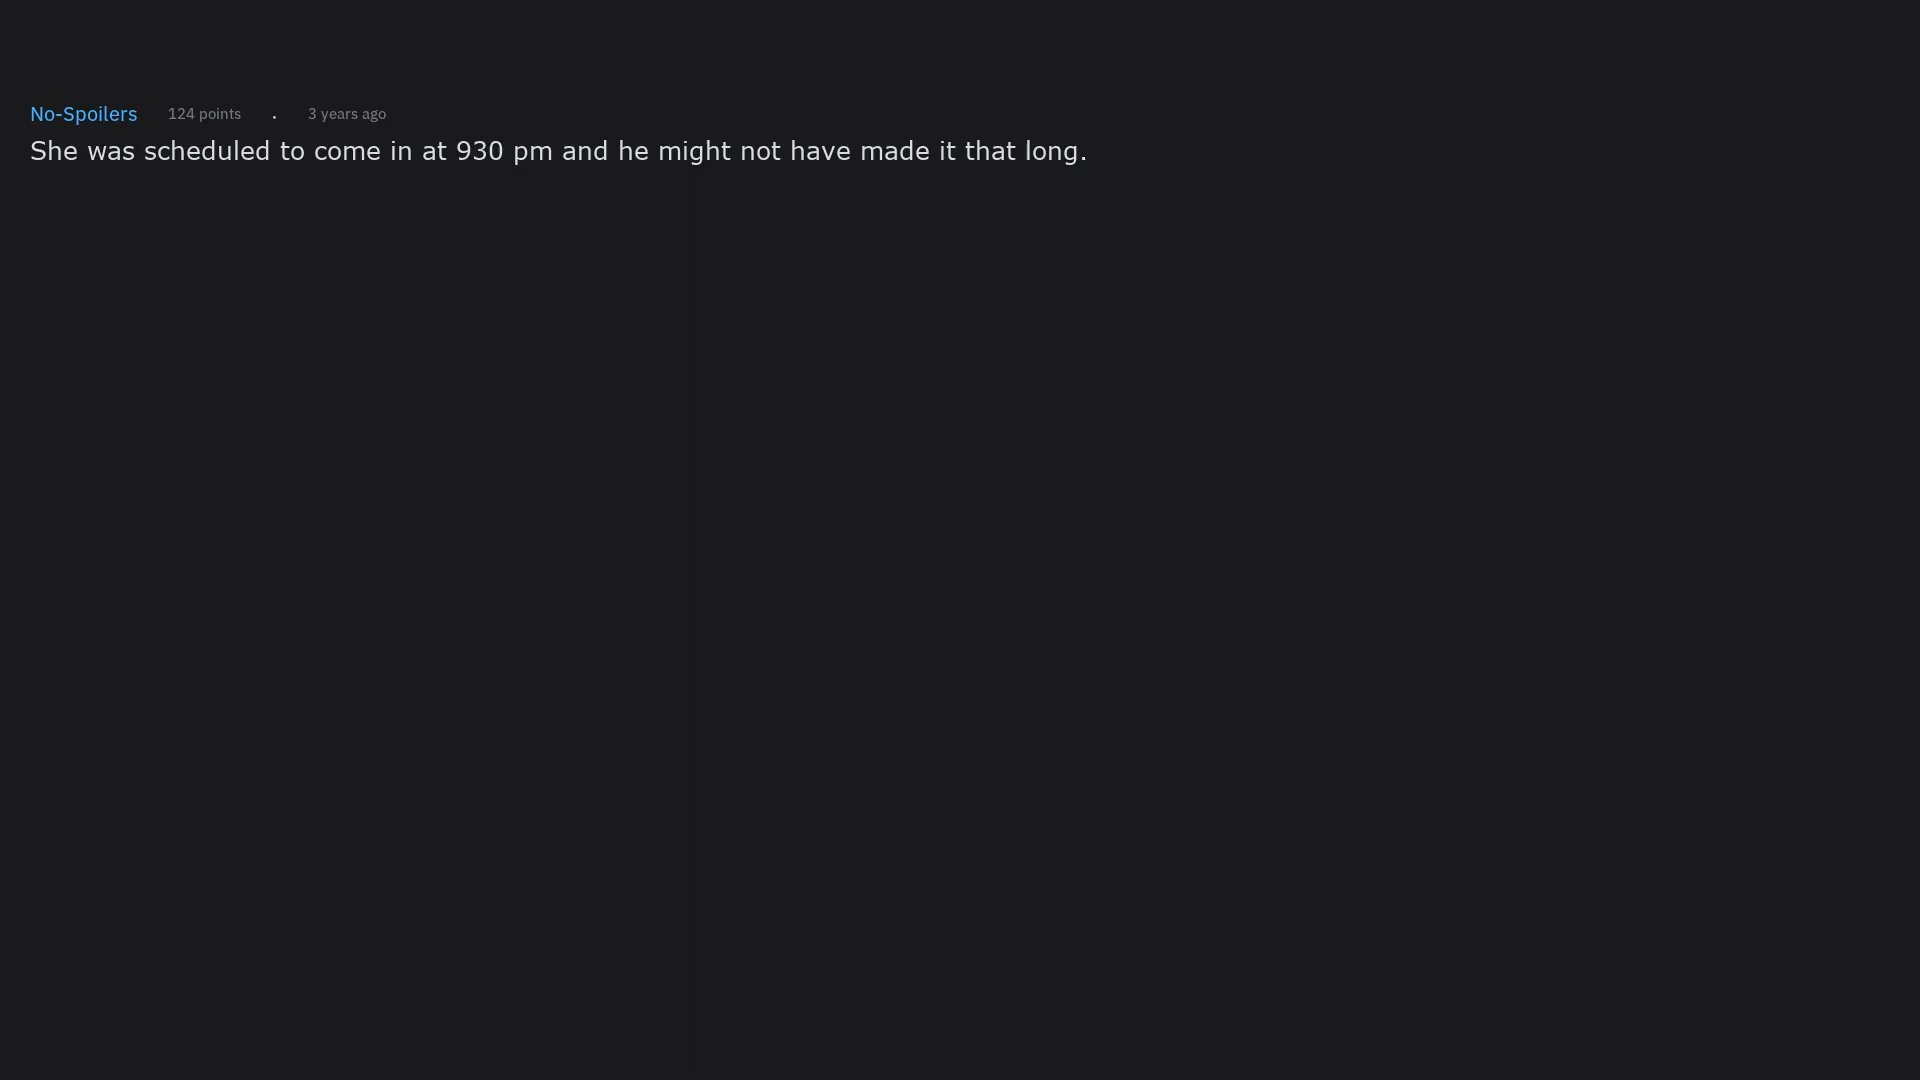 No-Spoilers 124 points . 3 years ago
She was scheduled to come in at 930 pm and he might not have made it that long.